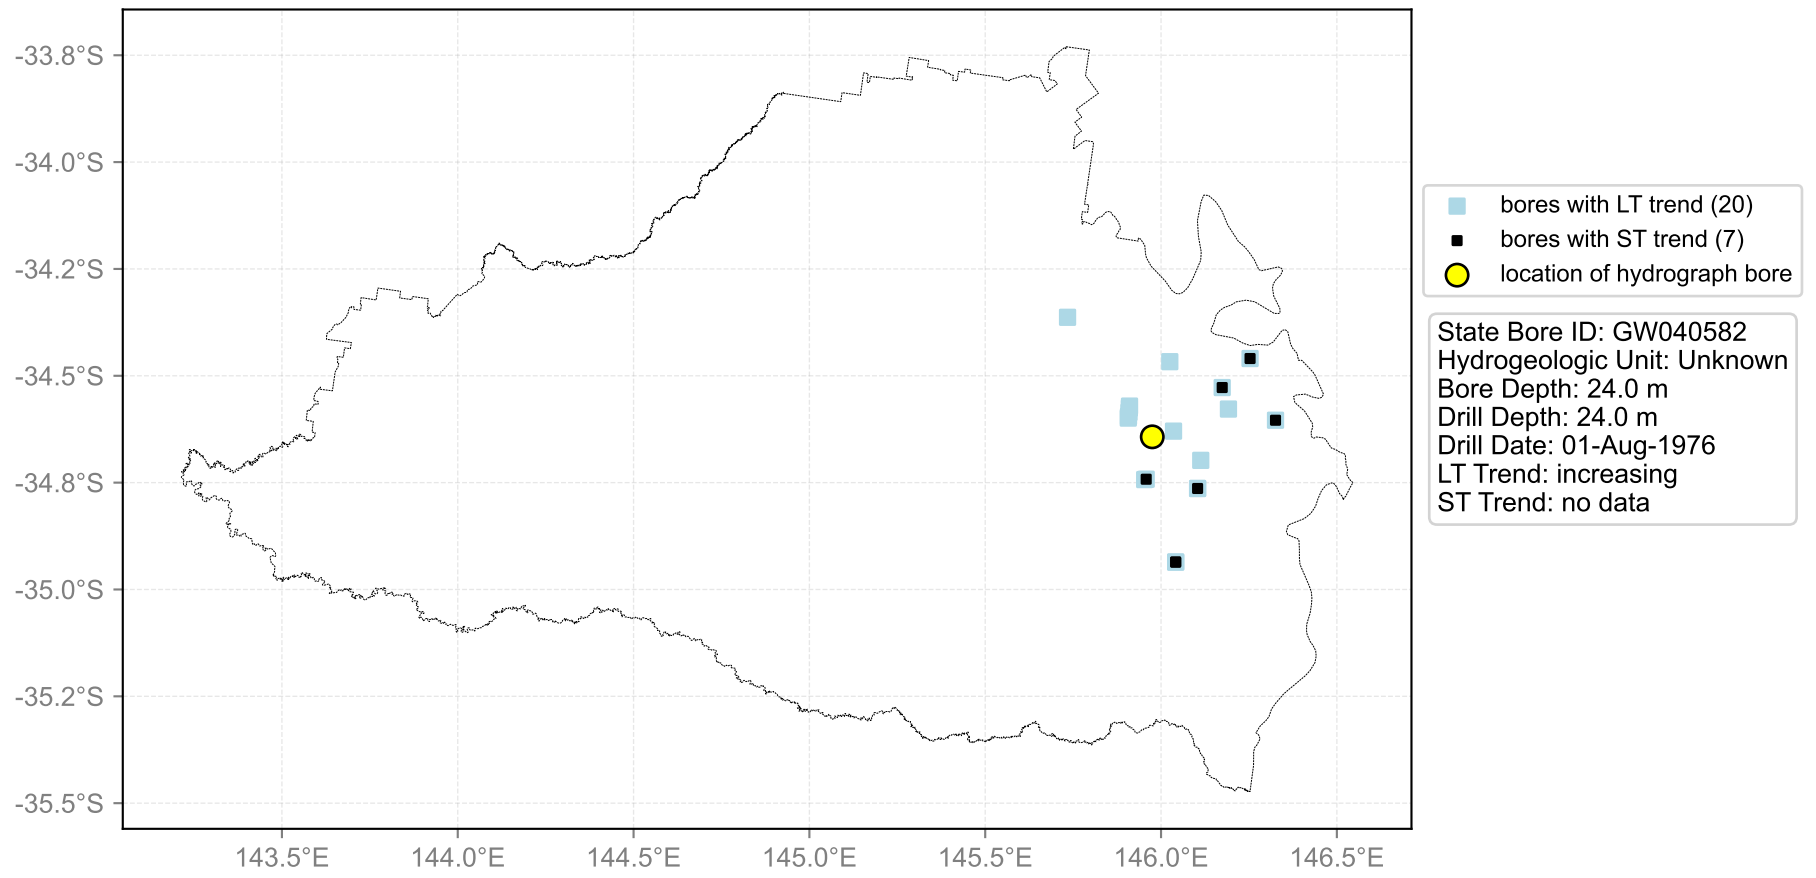 -33.8°S
-34.0°S
-34.2°S
-34.5°S
-34.8°S
-35.0°S
-35.2°S
-35.5°S
143.5°E
144.0°E
144.5°E
145.0°E
145.5°E
146.0°E
146.5°E
bores with LT trend (20)
bores with ST trend (7)
location of hydrograph bore
State Bore ID: GW040582
Hydrogeologic Unit: Unknown
Bore Depth: 24.0 m
Drill Depth: 24.0 m
Drill Date: 01-Aug-1976
LT Trend: increasing
ST Trend: no data